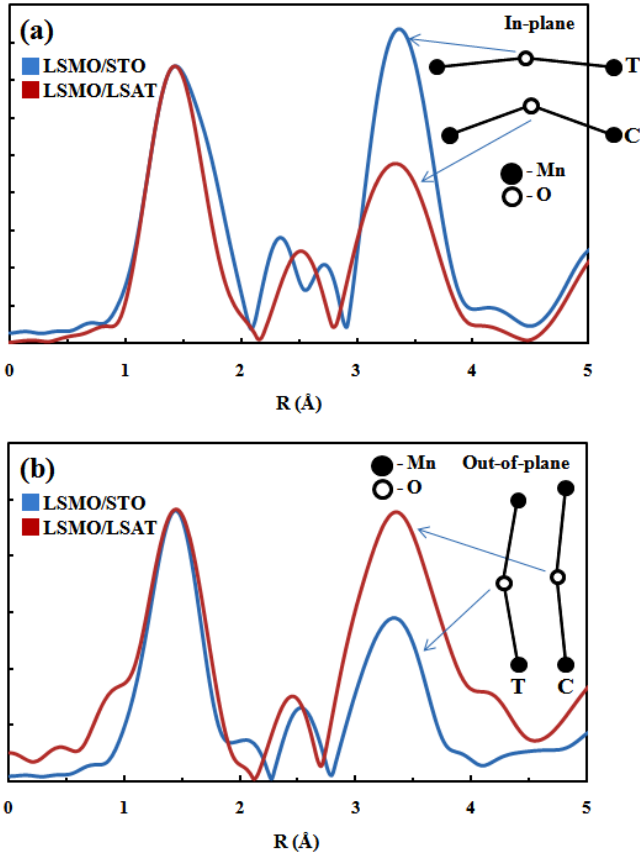 (a)
In-plane
LSMO/STO
LSMO/LSAT
T
C
- Mn
- O
0 1 2 3 4 5
R (Å)
(b)
- Mn Out-of-plane
- O
LSMO/STO
LSMO/LSAT
T C
0 1 2 3 4 5
R (Å)